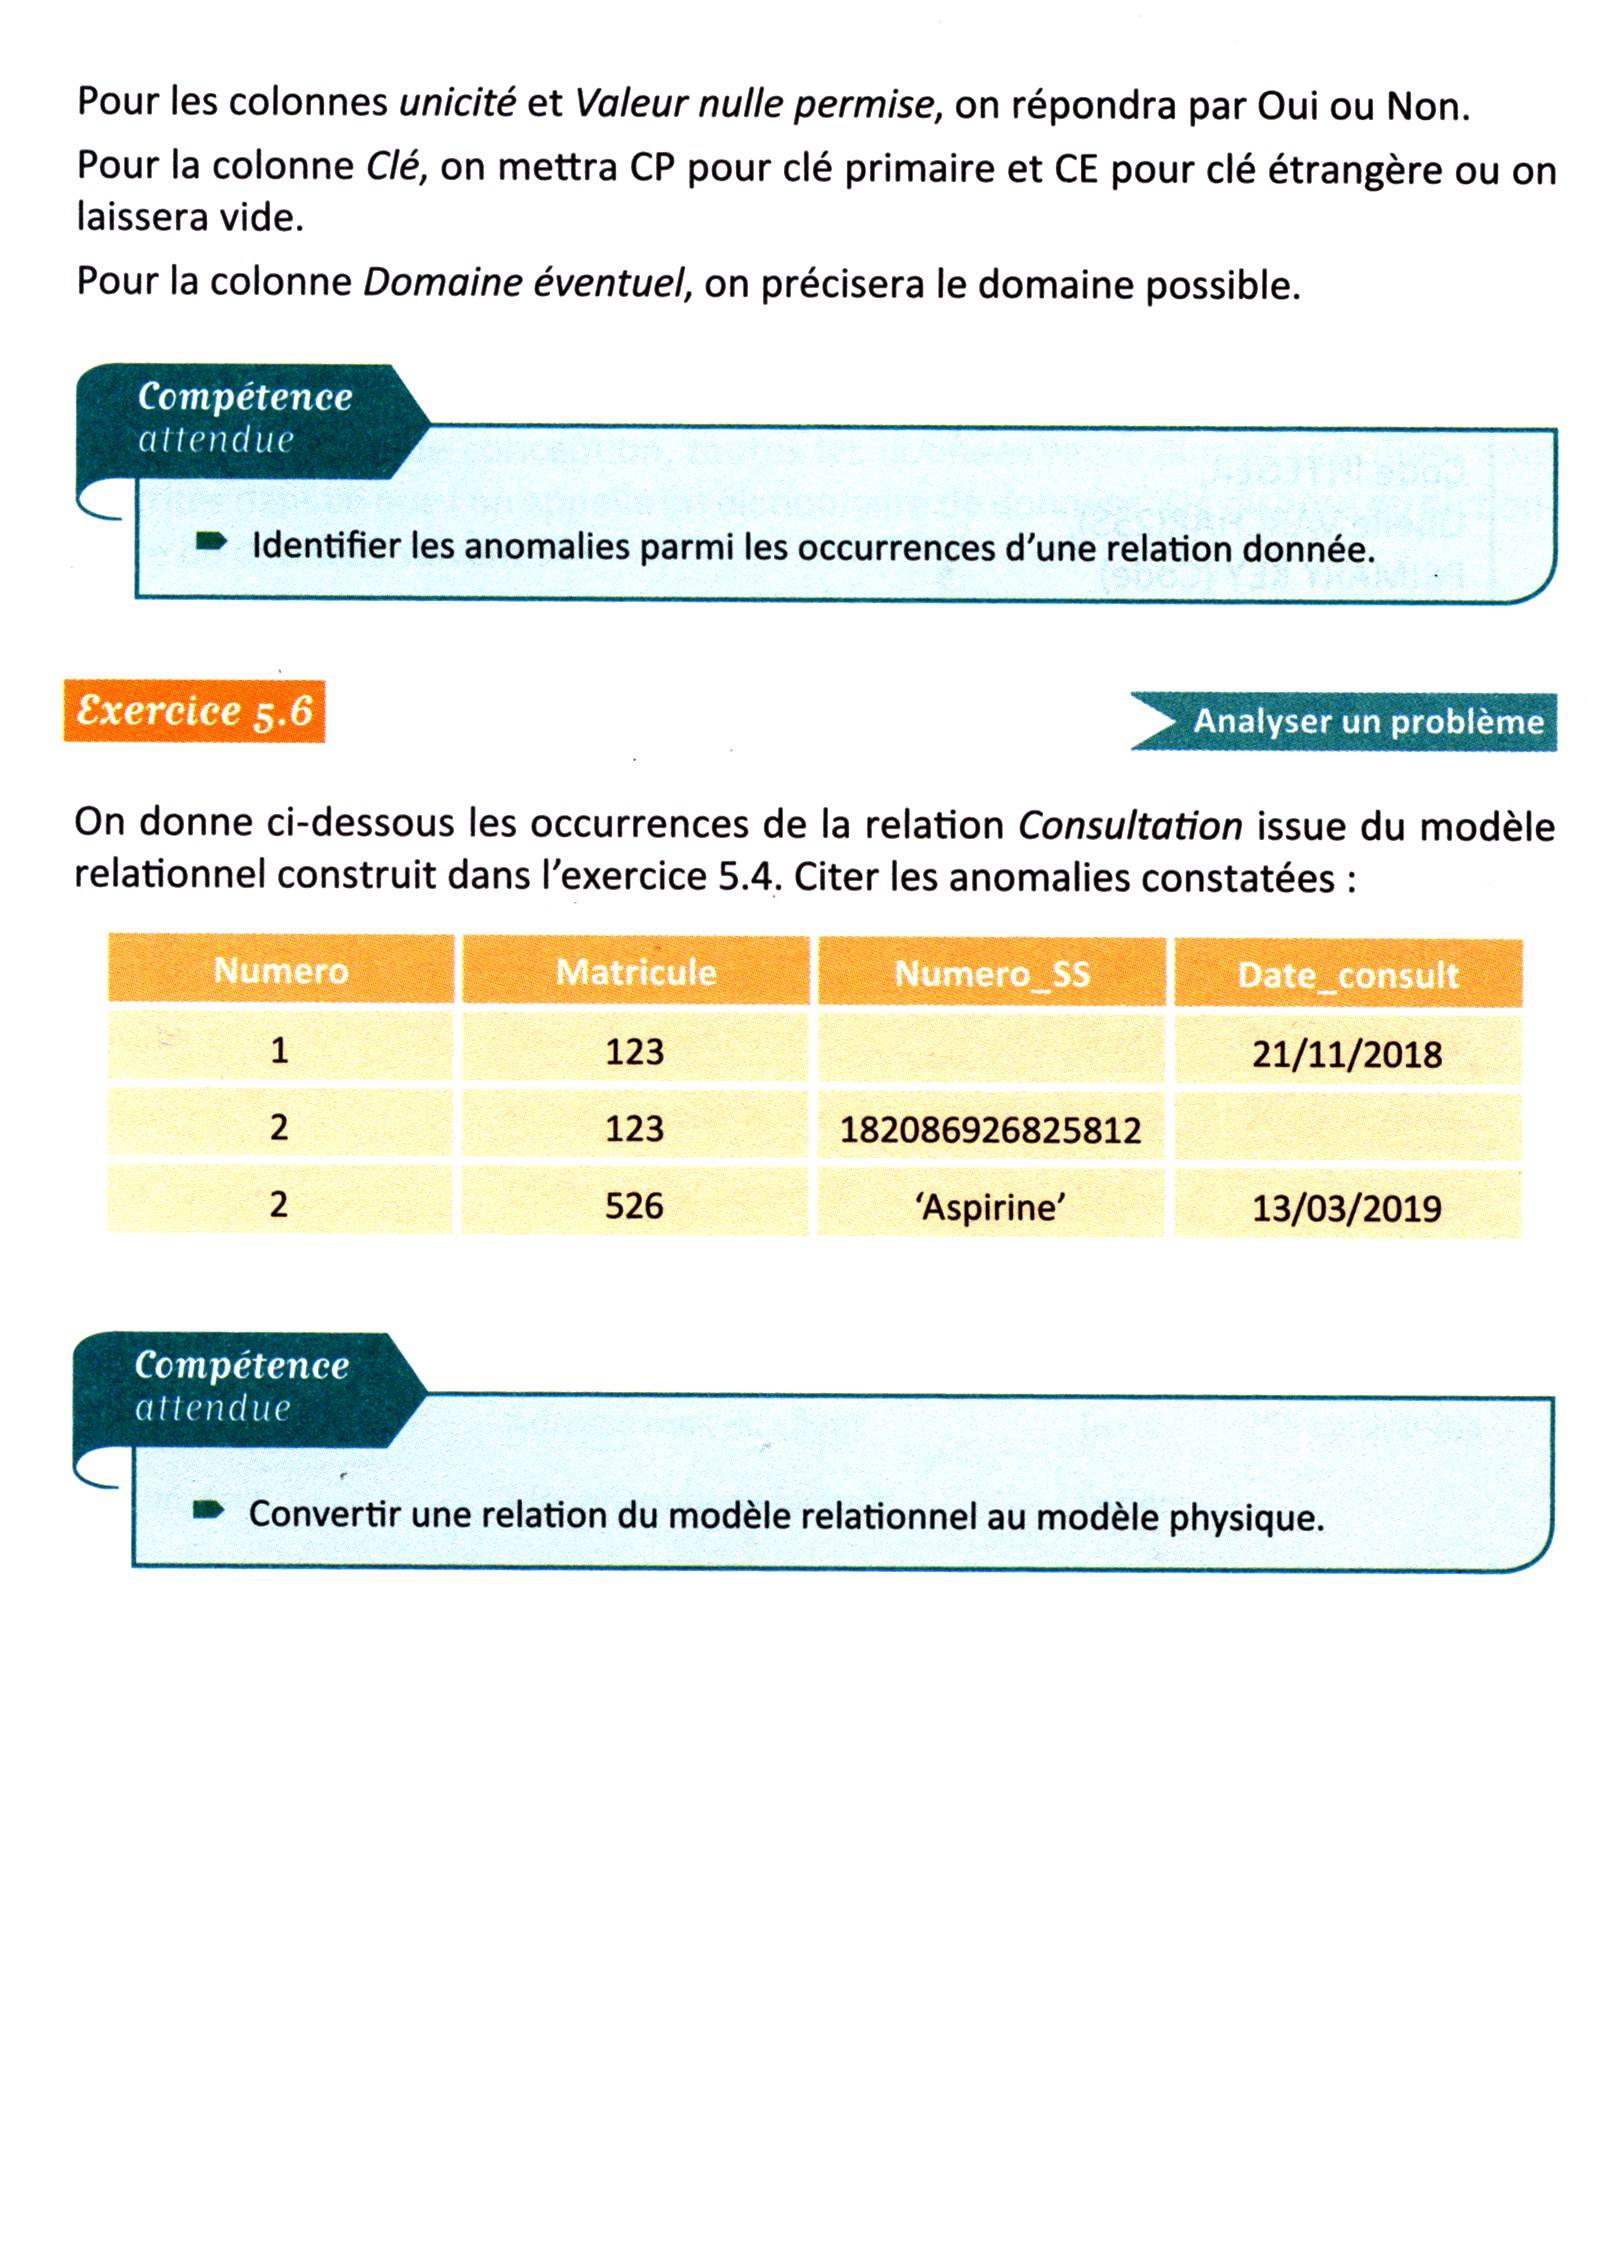 Pour les colonnes unicité et Valeur nulle permise, on répondra par Oui ou Non.
Pour la colonne Clé, on mettra CP pour clé primaire et CE pour clé étrangère ou on
laissera vide.
Pour la colonne Domaine éventuel, on précisera le domaine possible.
Compétence
attendue
Identifier les anomalies parmi les occurrences d’une relation donnée.
Exercice 5.6
Analyser un problème
On donne ci-dessous les occurrences de la relation Consultation issue du modèle
relationnel construit dans l’exercice 5.4. Citer les anomalies constatées :
Numero Matricule Numero_SS Date_consult
1 123 21/11/2018
2 123 182086926825812
2 526 ‘Aspirine’ 13/03/2019
Compétence
attendue
Convertir une relation du modèle relationnel au modèle physique.